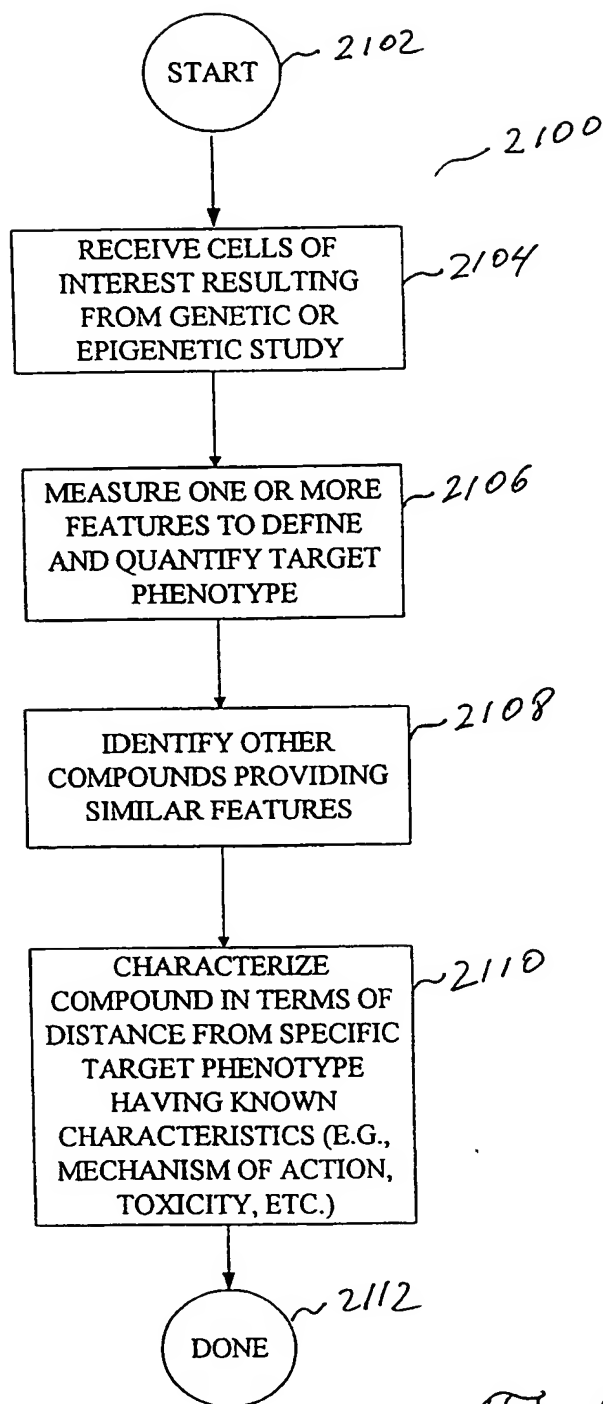 START
2102
2100
RECEIVE CELLS OF
INTEREST RESULTING
FROM GENETIC OR
EPIGENETIC STUDY
2104
MEASURE ONE OR MORE
FEATURES TO DEFINE
AND QUANTIFY TARGET
PHENOTYPE
2106
IDENTIFY OTHER
COMPOUNDS PROVIDING
SIMILAR FEATURES
2108
CHARACTERIZE
COMPOUND IN TERMS OF
DISTANCE FROM SPECIFIC
TARGET PHENOTYPE
HAVING KNOWN
CHARACTERISTICS (E.G.,
MECHANISM OF ACTION,
TOXICITY, ETC.)
2110
DONE
2112